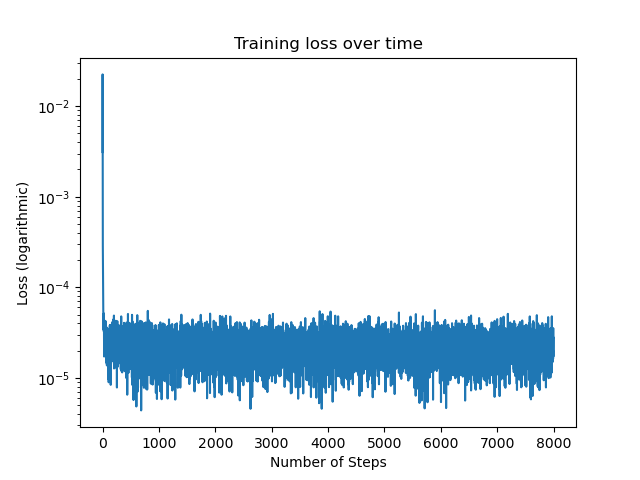 Training loss over time
Loss (logarithmic)
10⁻²
10⁻³
10⁻⁴
10⁻⁵
0 1000 2000 3000 4000 5000 6000 7000 8000
Number of Steps